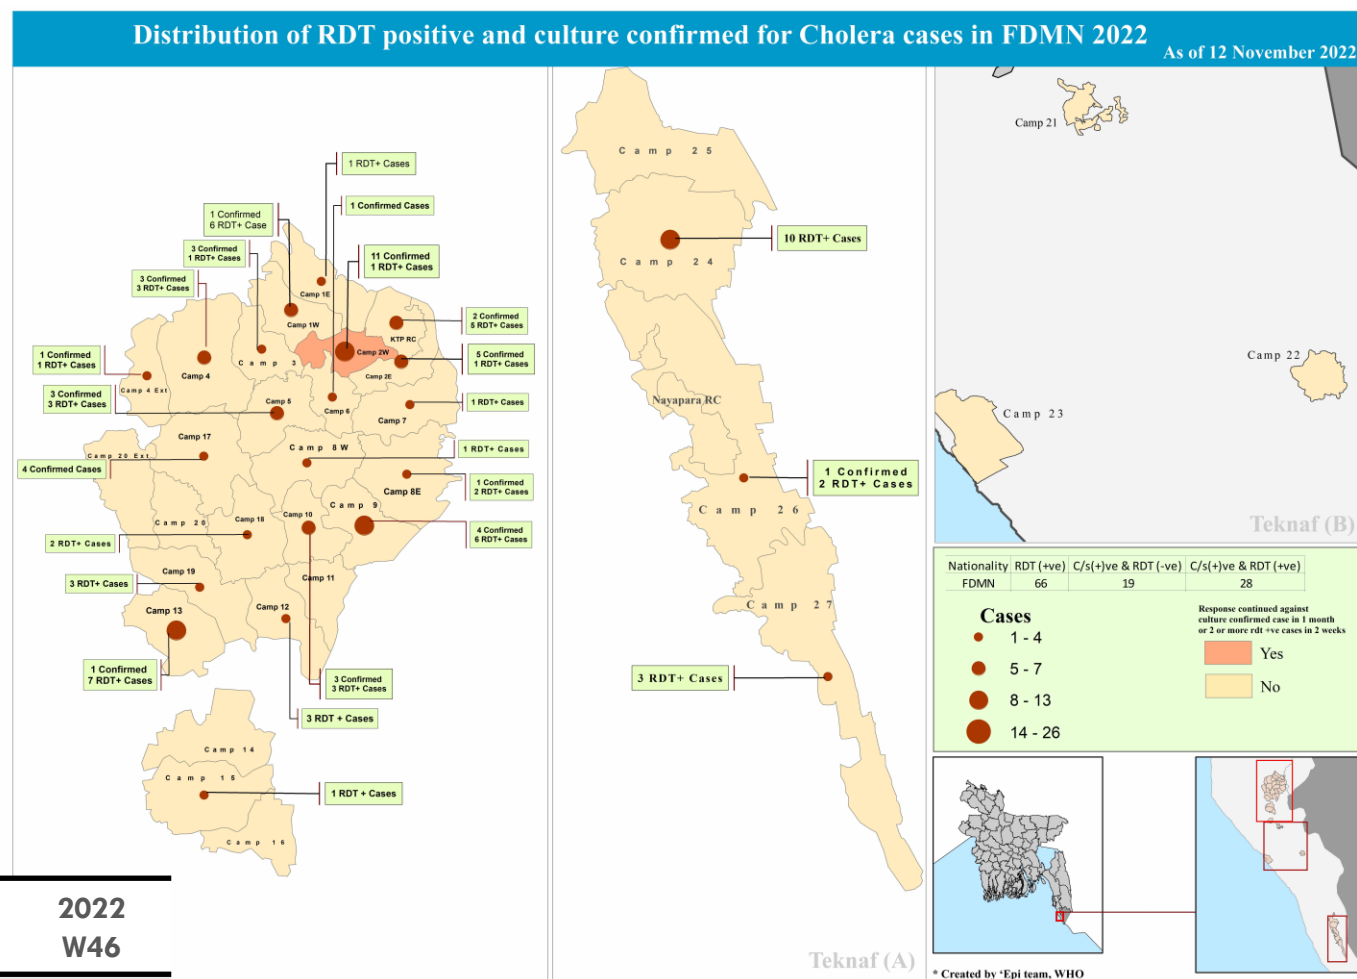 Distribution of RDT positive and culture confirmed for Cholera cases in FDMN 2022
As of 12 November 2022
1 RDT+ Cases
1 Confirmed Cases
1 Confirmed
6 RDT+ Case
3 Confirmed
1 RDT+ Cases
11 Confirmed
1 RDT+ Cases
3 Confirmed
3 RDT+ Cases
Camp 1E
Camp 1W
2 Confirmed
5 RDT+ Cases
KTP RC
1 Confirmed
1 RDT+ Cases
Camp 3
Camp 2W
5 Confirmed
1 RDT+ Cases
Camp 4
Camp 2E
Camp 4 Ext
3 Confirmed
3 RDT+ Cases
Camp 5
Camp 6
1 RDT+ Cases
Camp 7
Camp 17
Camp 8W
1 RDT+ Cases
Camp 20 Ext
4 Confirmed Cases
Camp 8E
1 Confirmed
2 RDT+ Cases
Camp 9
Camp 10
Camp 18
Camp 20
4 Confirmed
6 RDT+ Cases
2 RDT+ Cases
Camp 19
Camp 11
3 RDT+ Cases
Camp 13
Camp 12
1 Confirmed
7 RDT+ Cases
3 Confirmed
3 RDT+ Cases
3 RDT + Cases
Camp 14
Camp 15
1 RDT + Cases
Camp 16
2022
W46
Camp 25
10 RDT+ Cases
Camp 24
Nayapara RC
1 Confirmed
2 RDT+ Cases
Camp 26
Camp 27
3 RDT+ Cases
Teknaf (A)
Camp 21
Camp 22
Camp 23
Teknaf (B)
Nationality RDT (+ve) C/s(+)ve & RDT (-ve) C/s(+)ve & RDT (+ve)
FDMN 66 19 28
Cases
1 - 4
5 - 7
8 - 13
14 - 26
Response continued against
culture confirmed case in 1 month
or 2 or more rdt +ve cases in 2 weeks
Yes
No
* Created by 'Epi team, WHO